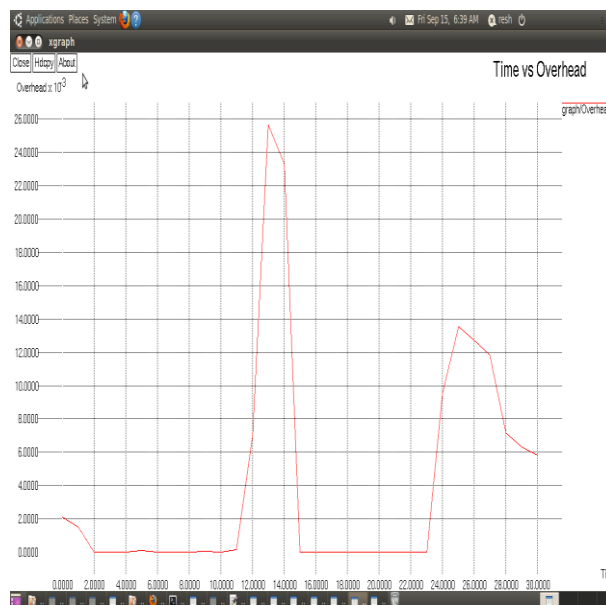 Applications Places System ?
Fri Sep 15, 6:39 AM resh
xgraph
Close Hdcpy About
Time vs Overhead
Overhead x 10-3
graph/Overhea
26.0000
24.0000
22.0000
20.0000
18.0000
16.0000
14.0000
12.0000
10.0000
8.0000
6.0000
4.0000
2.0000
0.0000
Ti
0.0000 2.0000 4.0000 6.0000 8.0000 10.0000 12.0000 14.0000 16.0000 18.0000 20.0000 22.0000 24.0000 26.0000 28.0000 30.0000